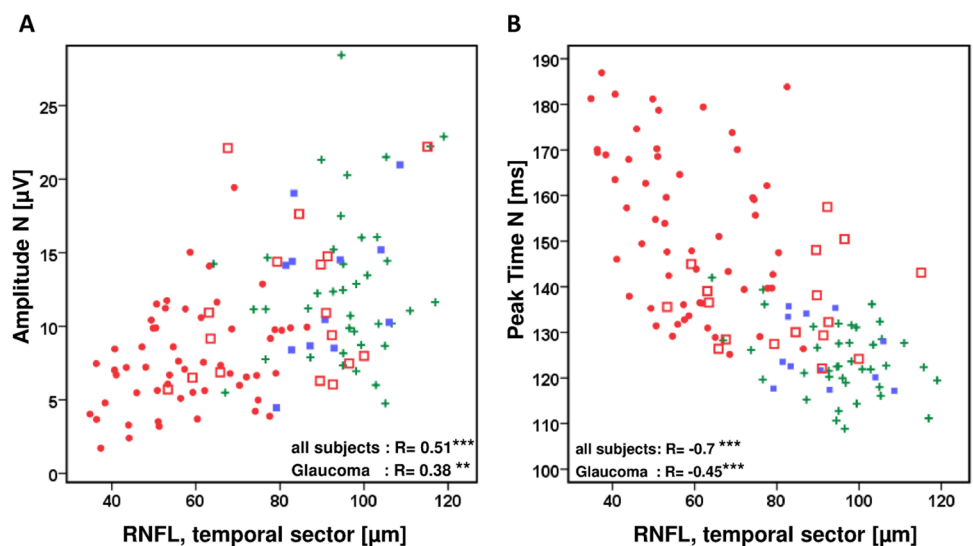 A
Amplitude N [µV]
25
20
15
10
5
0
all subjects : R= 0.51***
Glaucoma : R= 0.38 **
40 60 80 100 120
RNFL, temporal sector [µm]
B
Peak Time N [ms]
190
180
170
160
150
140
130
120
110
100
all subjects: R= -0.7 ***
Glaucoma : R= -0.45***
40 60 80 100 120
RNFL, temporal sector [µm]